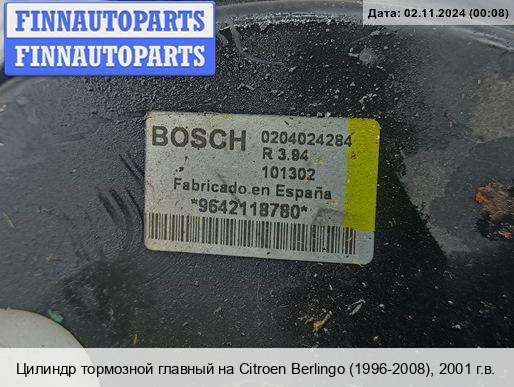 FINNAUTOPARTS
FINNAUTOPARTS
Дата: 02.11.2024 (00:08)
BOSCH 0204024284
R 3.94
101302
Fabricado en España
*9642118780*
Цилиндр тормозной главный на Citroen Berlingo (1996-2008), 2001 г.в.